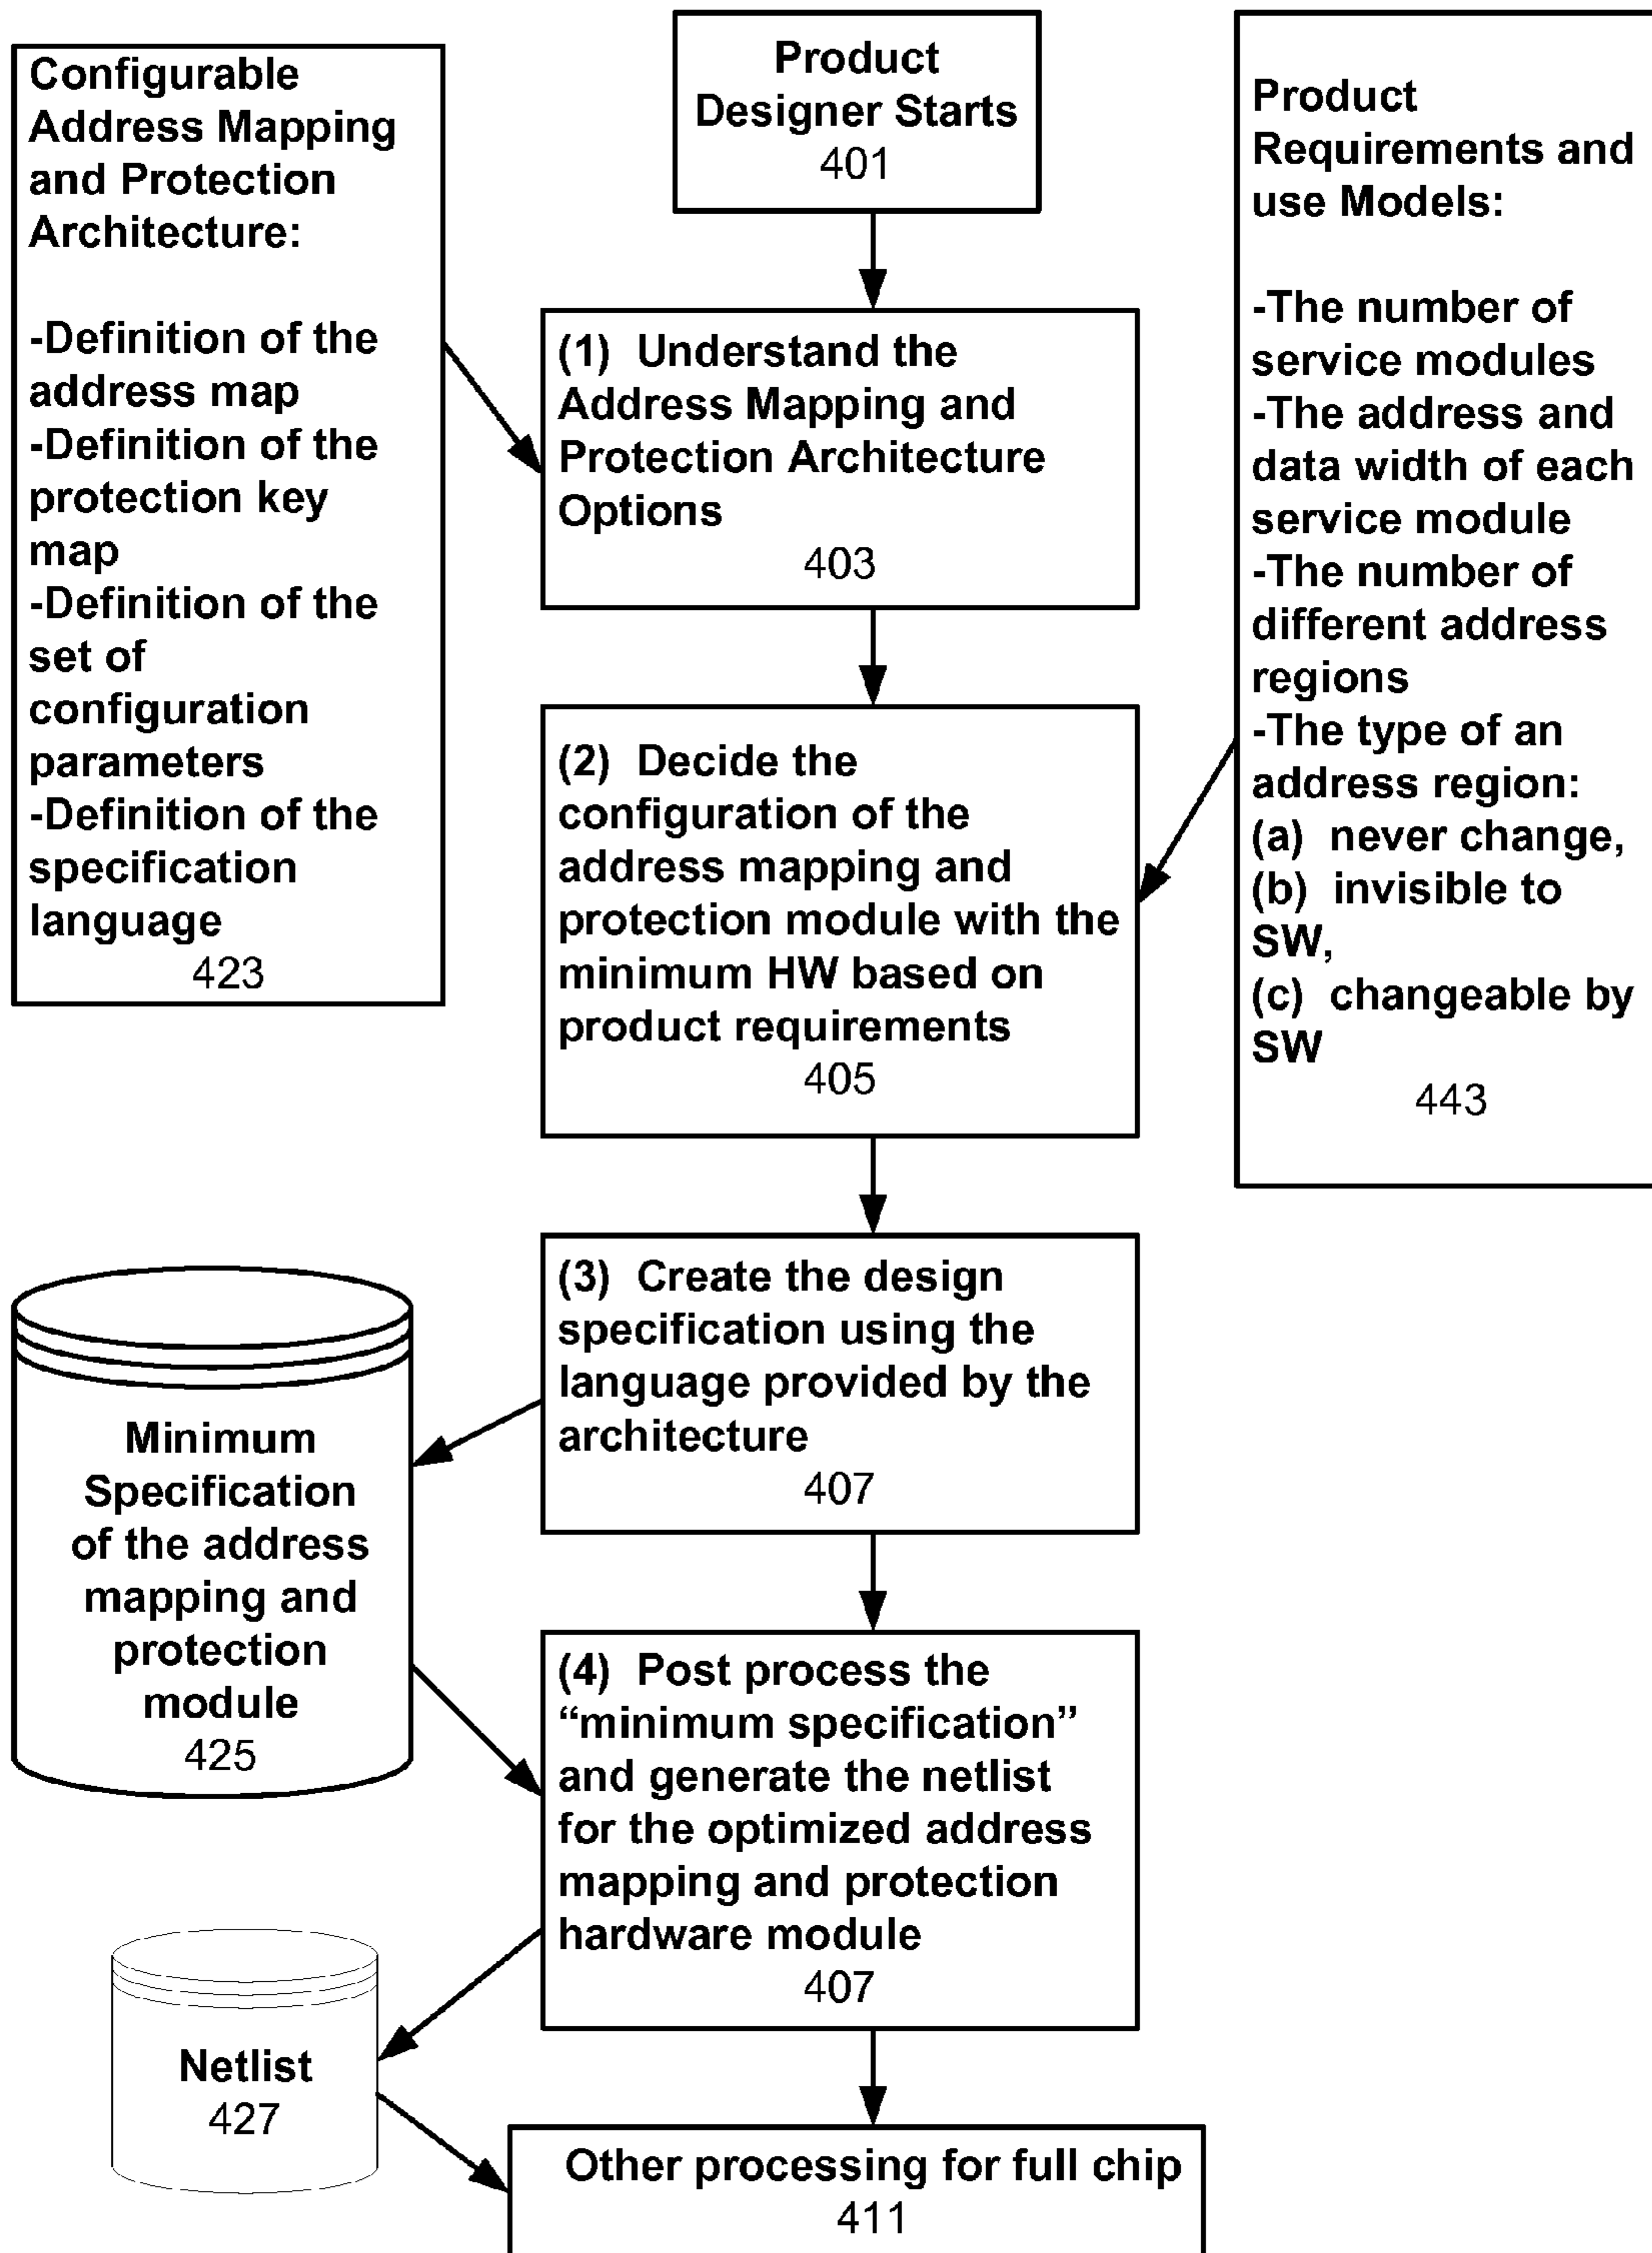 Configurable
Address Mapping
and Protection
Architecture:
-Definition of the
address map
-Definition of the
protection key
map
-Definition of the
set of
configuration
parameters
-Definition of the
specification
language
423
Product
Designer Starts
401
(1) Understand the
Address Mapping and
Protection Architecture
Options
403
(2) Decide the
configuration of the
address mapping and
protection module with the
minimum HW based on
product requirements
405
Product
Requirements and
use Models:
-The number of
service modules
-The address and
data width of each
service module
-The number of
different address
regions
-The type of an
address region:
(a) never change,
(b) invisible to
SW,
(c) changeable by
SW
443
(3) Create the design
specification using the
language provided by the
architecture
407
Minimum
Specification
of the address
mapping and
protection
module
425
(4) Post process the
“minimum specification”
and generate the netlist
for the optimized address
mapping and protection
hardware module
407
Netlist
427
Other processing for full chip
411